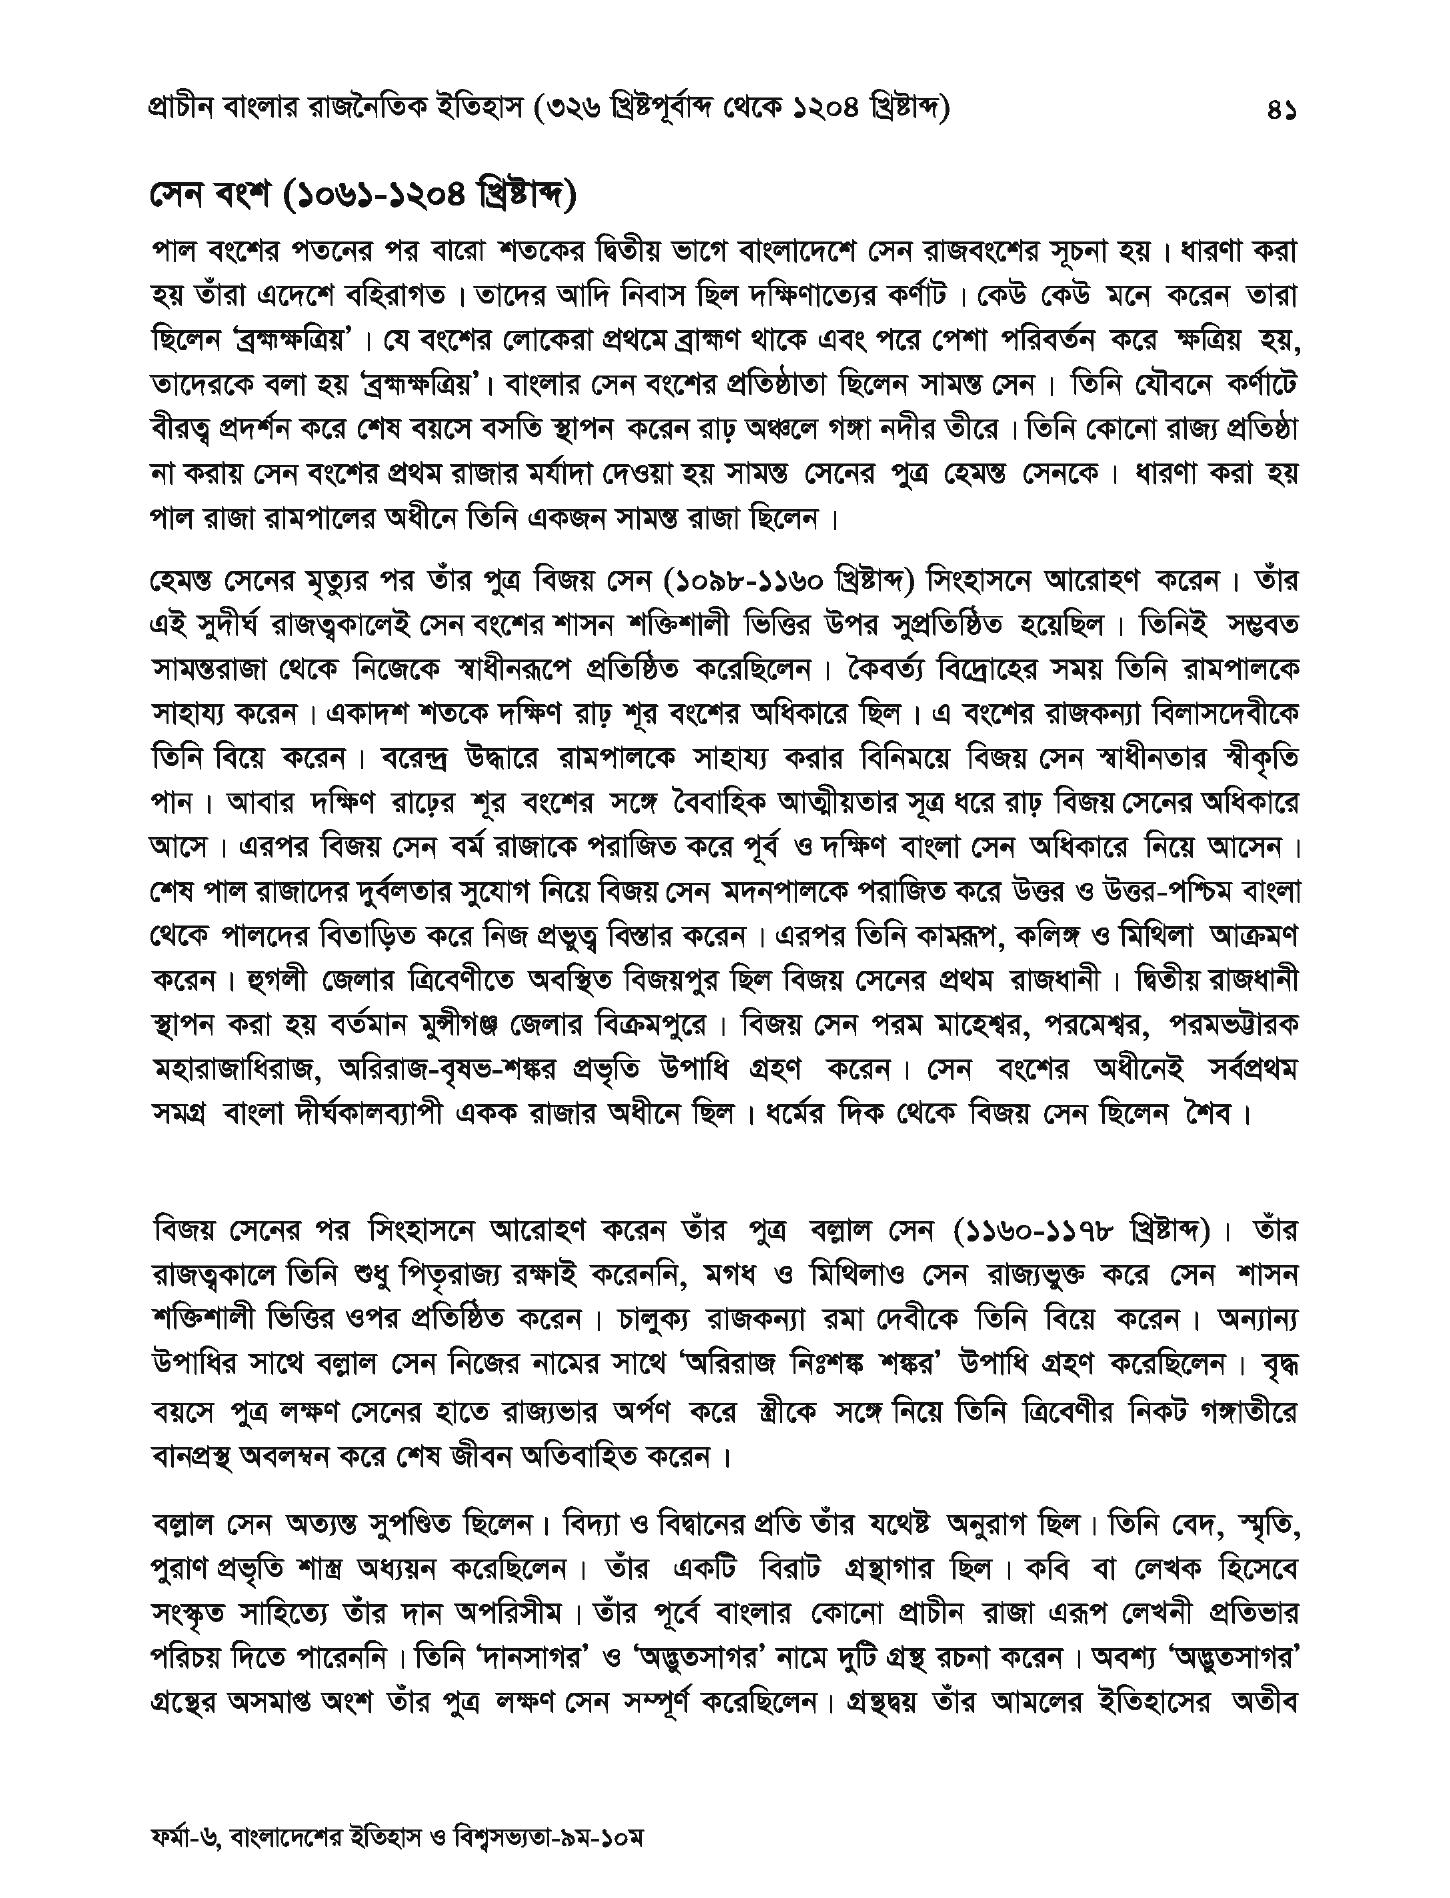 প্রাচীন বাংলার রাজনৈতিক ইতিহাস (৩২৬ খ্রিষ্টপূর্বাব্দ থেকে ১২০৪ খ্রিষ্টাব্দ) ৪১
সেন বংশ (১০৬১-১২০৪ খ্রিষ্টাব্দ)
পাল বংশের পতনের পর বারো শতকের দ্বিতীয় ভাগে বাংলাদেশে সেন রাজবংশের সূচনা হয়। ধারণা করা
হয় তাঁরা এদেশে বহিরাগত। তাদের আদি নিবাস ছিল দক্ষিণাত্যের কর্ণাট। কেউ কেউ মনে করেন তারা
ছিলেন ‘ব্রহ্মক্ষত্রিয়’। যে বংশের লোকেরা প্রথমে ব্রাহ্মণ থাকে এবং পরে পেশা পরিবর্তন করে ক্ষত্রিয় হয়,
তাদেরকে বলা হয় ‘ব্রহ্মক্ষত্রিয়’। বাংলার সেন বংশের প্রতিষ্ঠাতা ছিলেন সামন্ত সেন। তিনি যৌবনে কর্ণাটে
বীরত্ব প্রদর্শন করে শেষ বয়সে বসতি স্থাপন করেন রাঢ় অঞ্চলে গঙ্গা নদীর তীরে। তিনি কোনো রাজ্য প্রতিষ্ঠা
না করায় সেন বংশের প্রথম রাজার মর্যাদা দেওয়া হয় সামন্ত সেনের পুত্র হেমন্ত সেনকে। ধারণা করা হয়
পাল রাজা রামপালের অধীনে তিনি একজন সামন্ত রাজা ছিলেন।
হেমন্ত সেনের মৃত্যুর পর তাঁর পুত্র বিজয় সেন (১০৯৮-১১৬০ খ্রিষ্টাব্দ) সিংহাসনে আরোহণ করেন। তাঁর
এই সুদীর্ঘ রাজত্বকালেই সেন বংশের শাসন শক্তিশালী ভিত্তির উপর সুপ্রতিষ্ঠিত হয়েছিল। তিনিই সম্ভবত
সামন্তরাজা থেকে নিজেকে স্বাধীনরূপে প্রতিষ্ঠিত করেছিলেন। কৈবর্ত্য বিদ্রোহের সময় তিনি রামপালকে
সাহায্য করেন। একাদশ শতকে দক্ষিণ রাঢ় শূর বংশের অধিকারে ছিল। এ বংশের রাজকন্যা বিলাসদেবীকে
তিনি বিয়ে করেন। বরেন্দ্র উদ্ধারে রামপালকে সাহায্য করার বিনিময়ে বিজয় সেন স্বাধীনতার স্বীকৃতি
পান। আবার দক্ষিণ রাঢ়ের শূর বংশের সঙ্গে বৈবাহিক আত্মীয়তার সূত্র ধরে রাঢ় বিজয় সেনের অধিকারে
আসে। এরপর বিজয় সেন বর্ম রাজাকে পরাজিত করে পূর্ব ও দক্ষিণ বাংলা সেন অধিকারে নিয়ে আসেন।
শেষ পাল রাজাদের দুর্বলতার সুযোগ নিয়ে বিজয় সেন মদনপালকে পরাজিত করে উত্তর ও উত্তর-পশ্চিম বাংলা
থেকে পালদের বিতাড়িত করে নিজ প্রভুত্ব বিস্তার করেন। এরপর তিনি কামরূপ, কলিঙ্গ ও মিথিলা আক্রমণ
করেন। হুগলী জেলার ত্রিবেণীতে অবস্থিত বিজয়পুর ছিল বিজয় সেনের প্রথম রাজধানী। দ্বিতীয় রাজধানী
স্থাপন করা হয় বর্তমান মুন্সীগঞ্জ জেলার বিক্রমপুরে। বিজয় সেন পরম মাহেশ্বর, পরমেশ্বর, পরমভট্টারক
মহারাজাধিরাজ, অরিরাজ-বৃষভ-শঙ্কর প্রভৃতি উপাধি গ্রহণ করেন। সেন বংশের অধীনেই সর্বপ্রথম
সমগ্র বাংলা দীর্ঘকালব্যাপী একক রাজার অধীনে ছিল। ধর্মের দিক থেকে বিজয় সেন ছিলেন শৈব।
বিজয় সেনের পর সিংহাসনে আরোহণ করেন তাঁর পুত্র বল্লাল সেন (১১৬০-১১৭৮ খ্রিষ্টাব্দ)। তাঁর
রাজত্বকালে তিনি শুধু পিতৃরাজ্য রক্ষাই করেননি, মগধ ও মিথিলাও সেন রাজ্যভুক্ত করে সেন শাসন
শক্তিশালী ভিত্তির ওপর প্রতিষ্ঠিত করেন। চালুক্য রাজকন্যা রমা দেবীকে তিনি বিয়ে করেন। অন্যান্য
উপাধির সাথে বল্লাল সেন নিজের নামের সাথে ‘অরিরাজ নিঃশঙ্ক শঙ্কর’ উপাধি গ্রহণ করেছিলেন। বৃদ্ধ
বয়সে পুত্র লক্ষণ সেনের হাতে রাজ্যভার অর্পণ করে স্ত্রীকে সঙ্গে নিয়ে তিনি ত্রিবেণীর নিকট গঙ্গাতীরে
বানপ্রস্থ অবলম্বন করে শেষ জীবন অতিবাহিত করেন।
বল্লাল সেন অত্যন্ত সুপণ্ডিত ছিলেন। বিদ্যা ও বিদ্বানের প্রতি তাঁর যথেষ্ট অনুরাগ ছিল। তিনি বেদ, স্মৃতি,
পুরাণ প্রভৃতি শাস্ত্র অধ্যয়ন করেছিলেন। তাঁর একটি বিরাট গ্রন্থাগার ছিল। কবি বা লেখক হিসেবে
সংস্কৃত সাহিত্যে তাঁর দান অপরিসীম। তাঁর পূর্বে বাংলার কোনো প্রাচীন রাজা এরূপ লেখনী প্রতিভার
পরিচয় দিতে পারেননি। তিনি ‘দানসাগর’ ও ‘অদ্ভুতসাগর’ নামে দুটি গ্রন্থ রচনা করেন। অবশ্য ‘অদ্ভুতসাগর’
গ্রন্থের অসমাপ্ত অংশ তাঁর পুত্র লক্ষণ সেন সম্পূর্ণ করেছিলেন। গ্রন্থদ্বয় তাঁর আমলের ইতিহাসের অতীব
ফর্মা-৬, বাংলাদেশের ইতিহাস ও বিশ্বসভ্যতা-৯ম-১০ম